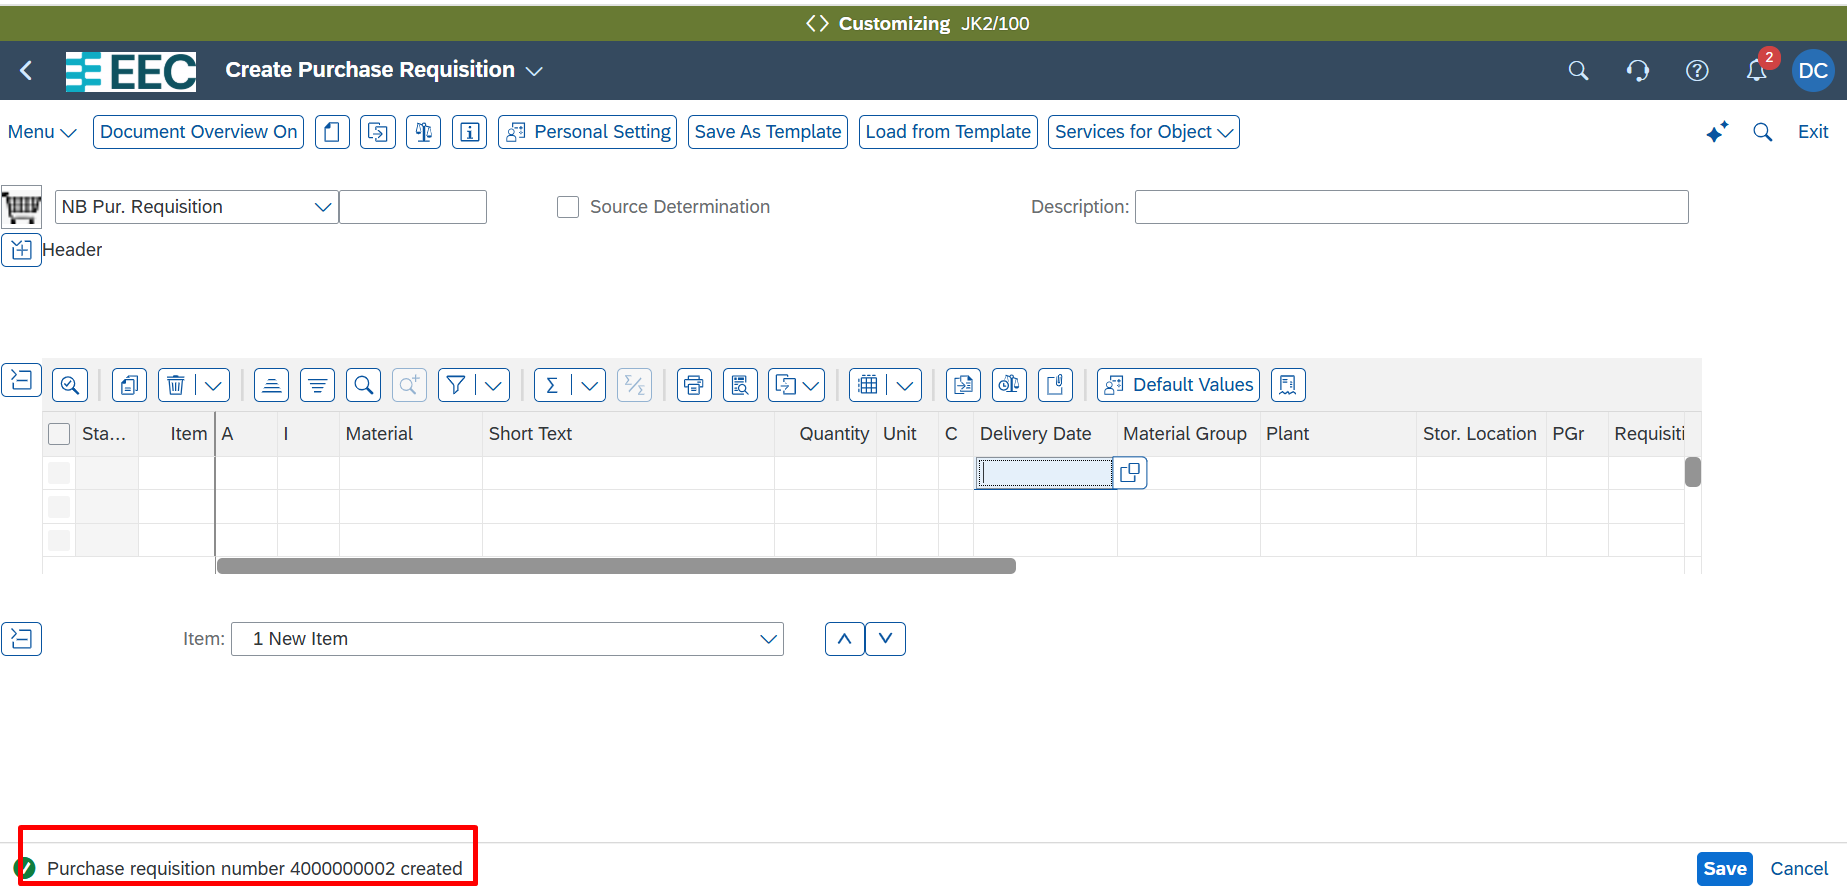 Customizing JK2/100
EEC Create Purchase Requisition 2 DC
Menu Document Overview On Personal Setting Save As Template Load from Template Services for Object Exit
NB Pur. Requisition Source Determination Description:
Header
Default Values
Sta... Item A I Material Short Text Quantity Unit C Delivery Date Material Group Plant Stor. Location PGr Requisiti
Item: 1 New Item
Purchase requisition number 4000000002 created Save Cancel